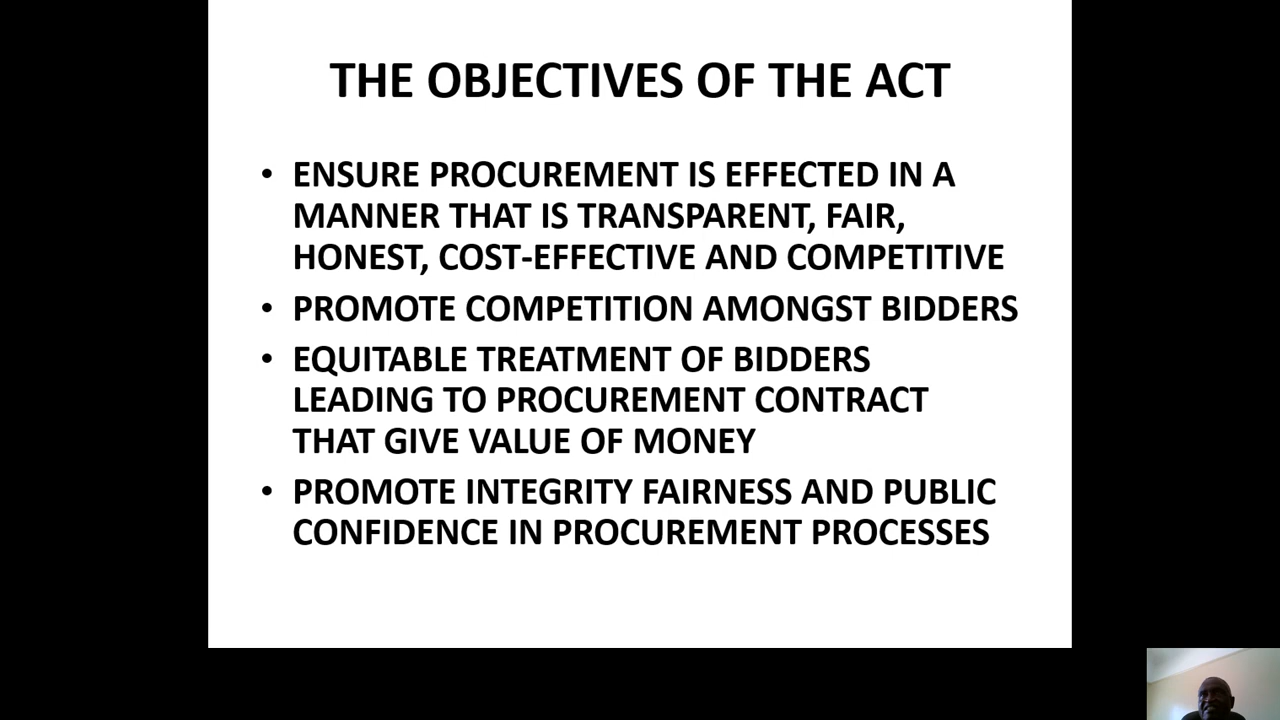 THE OBJECTIVES OF THE ACT
• ENSURE PROCUREMENT IS EFFECTED IN A
MANNER THAT IS TRANSPARENT, FAIR,
HONEST, COST-EFFECTIVE AND COMPETITIVE
• PROMOTE COMPETITION AMONGST BIDDERS
• EQUITABLE TREATMENT OF BIDDERS
LEADING TO PROCUREMENT CONTRACT
THAT GIVE VALUE OF MONEY
• PROMOTE INTEGRITY FAIRNESS AND PUBLIC
CONFIDENCE IN PROCUREMENT PROCESSES